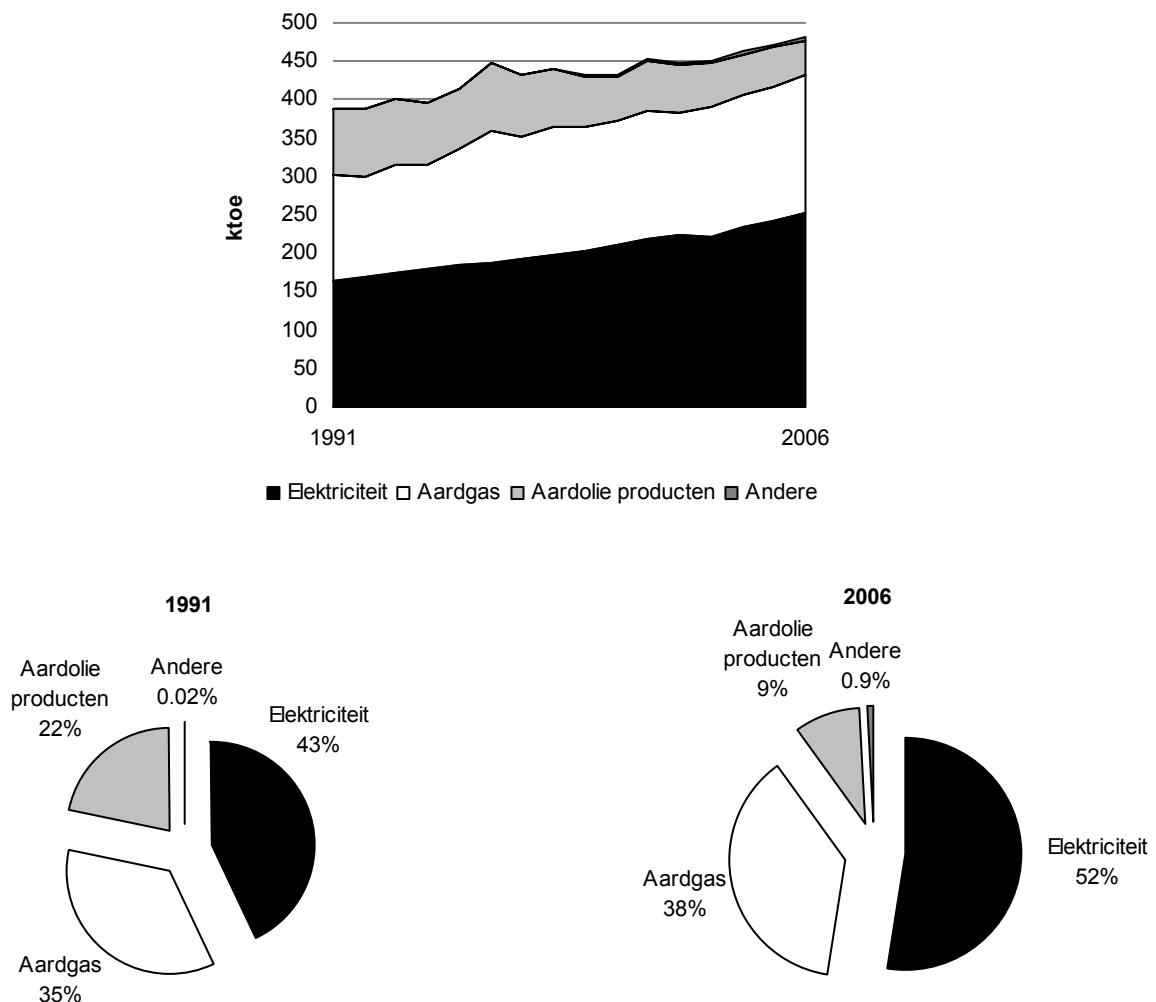 500
450
400
350
300
250
200
150
100
50
0
ktoe
1991
2006
Elektriciteit Aardgas Aardolie producten Andere
1991
Aardolie
producten
22%
Andere
0.02%
Elektriciteit
43%
Aardgas
35%
2006
Aardolie
producten
9%
Andere
0.9%
Elektriciteit
52%
Aardgas
38%